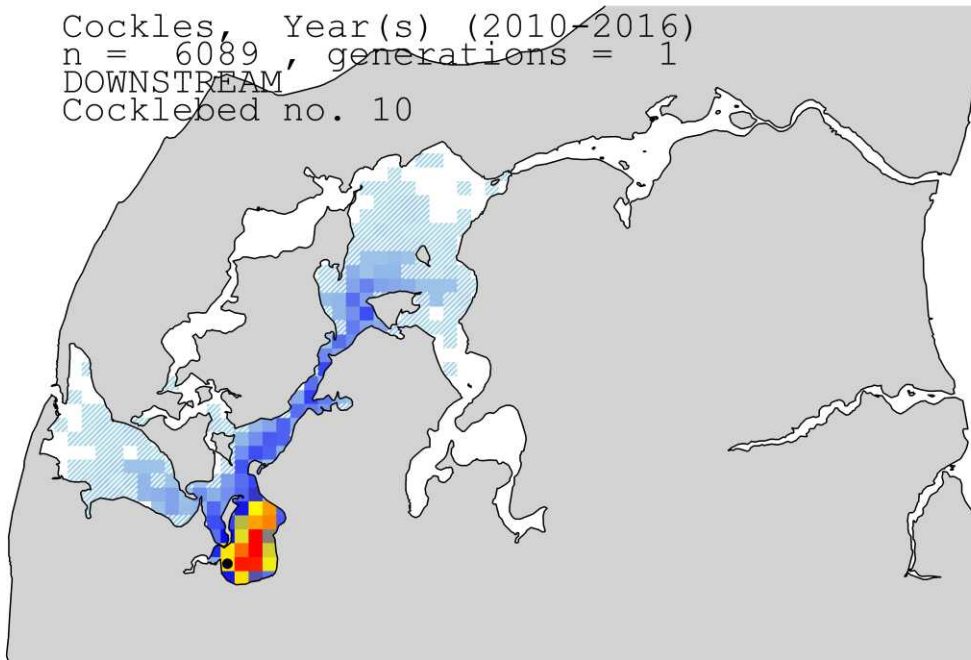 Cockles, Year(s) (2010-2016)
n = 6089 , generations = 1
DOWNSTREAM
Cocklebed no. 10